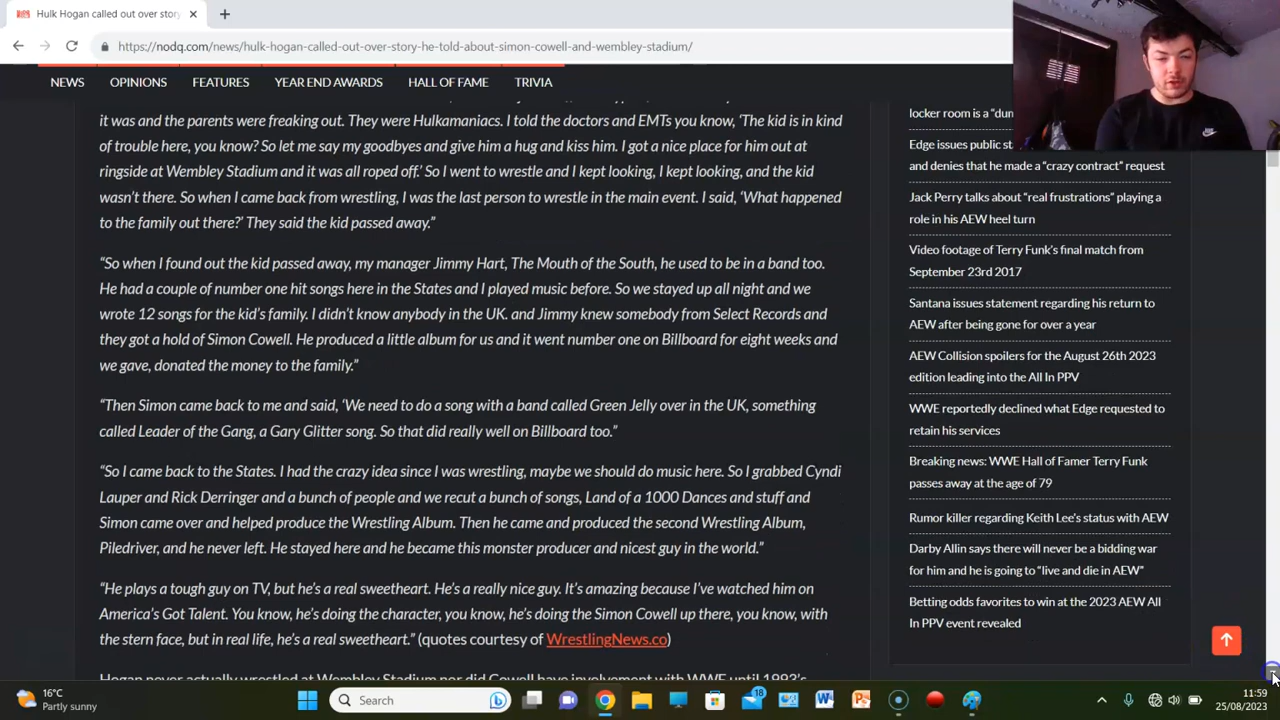 Hulk Hogan called out over stor
https://nodq.com/news/hulk-hogan-called-out-over-story-he-told-about-simon-cowell-and-wembley-stadium/
NEWS OPINIONS FEATURES YEAR END AWARDS HALL OF FAME TRIVIA
it was and the parents were freaking out. They were Hulkamaniacs. I told the doctors and EMTs you know, ‘The kid is in kind
of trouble here, you know? So let me say my goodbyes and give him a hug and kiss him. I got a nice place for him out at
ringside at Wembley Stadium and it was all roped off.’ So I went to wrestle and I kept looking, I kept looking, and the kid
wasn’t there. So when I came back from wrestling, I was the last person to wrestle in the main event. I said, ‘What happened
to the family out there?’ They said the kid passed away.”
“So when I found out the kid passed away, my manager Jimmy Hart, The Mouth of the South, he used to be in a band too.
He had a couple of number one hit songs here in the States and I played music before. So we stayed up all night and we
wrote 12 songs for the kid’s family. I didn’t know anybody in the UK. and Jimmy knew somebody from Select Records and
they got a hold of Simon Cowell. He produced a little album for us and it went number one on Billboard for eight weeks and
we gave, donated the money to the family.”
“Then Simon came back to me and said, ‘We need to do a song with a band called Green Jelly over in the UK, something
called Leader of the Gang, a Gary Glitter song. So that did really well on Billboard too.”
“So I came back to the States. I had the crazy idea since I was wrestling, maybe we should do music here. So I grabbed Cyndi
Lauper and Rick Derringer and a bunch of people and we recut a bunch of songs, Land of a 1000 Dances and stuff and
Simon came over and helped produce the Wrestling Album. Then he came and produced the second Wrestling Album,
Piledriver, and he never left. He stayed here and he became this monster producer and nicest guy in the world.”
“He plays a tough guy on TV, but he’s a real sweetheart. He’s a really nice guy. It’s amazing because I’ve watched him on
America’s Got Talent. You know, he’s doing the character, you know, he’s doing the Simon Cowell up there, you know, with
the stern face, but in real life, he’s a real sweetheart.” (quotes courtesy of WrestlingNews.co)
Hogan never actually wrestled at Wembley Stadium nor did Cowell have involvement with WWE until 1993’s
locker room is a “dum
Edge issues public st
and denies that he made a “crazy contract” request
Jack Perry talks about “real frustrations” playing a
role in his AEW heel turn
Video footage of Terry Funk’s final match from
September 23rd 2017
Santana issues statement regarding his return to
AEW after being gone for over a year
AEW Collision spoilers for the August 26th 2023
edition leading into the All In PPV
WWE reportedly declined what Edge requested to
retain his services
Breaking news: WWE Hall of Famer Terry Funk
passes away at the age of 79
Rumor killer regarding Keith Lee’s status with AEW
Darby Allin says there will never be a bidding war
for him and he is going to “live and die in AEW”
Betting odds favorites to win at the 2023 AEW All
In PPV event revealed
16°C
Partly sunny
Search
18
11:59
25/08/2023